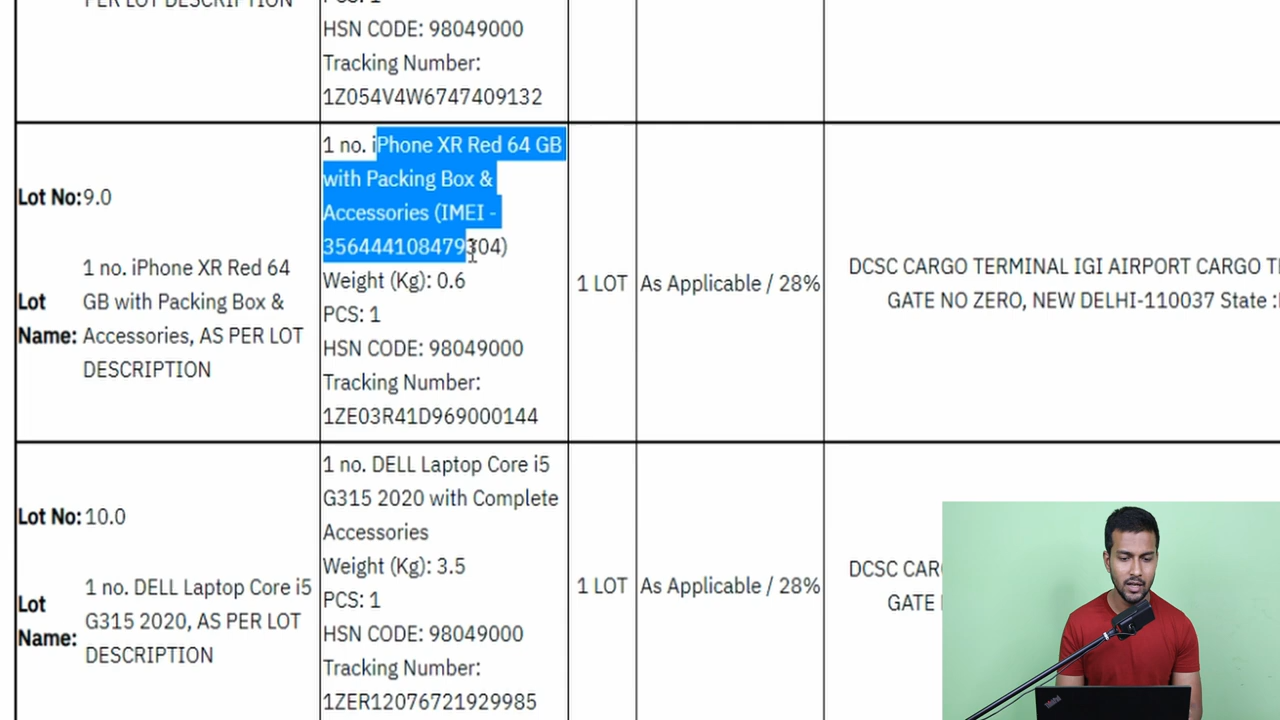 PER LOT DESCRIPTION
HSN CODE: 98049000
Tracking Number:
1Z054V4W6747409132
Lot No: 9.0
Lot Name: 1 no. iPhone XR Red 64
GB with Packing Box &
Accessories, AS PER LOT
DESCRIPTION
1 no. iPhone XR Red 64 GB
with Packing Box &
Accessories (IMEI -
356444108479304)
Weight (Kg): 0.6
PCS: 1
HSN CODE: 98049000
Tracking Number:
1ZE03R41D969000144
1 LOT
As Applicable / 28%
DCSC CARGO TERMINAL IGI AIRPORT CARGO
GATE NO ZERO, NEW DELHI-110037 State :
Lot No: 10.0
Lot Name: 1 no. DELL Laptop Core i5
G315 2020, AS PER LOT
DESCRIPTION
1 no. DELL Laptop Core i5
G315 2020 with Complete
Accessories
Weight (Kg): 3.5
PCS: 1
HSN CODE: 98049000
Tracking Number:
1ZER12076721929985
1 LOT
As Applicable / 28%
DCSC
GATE